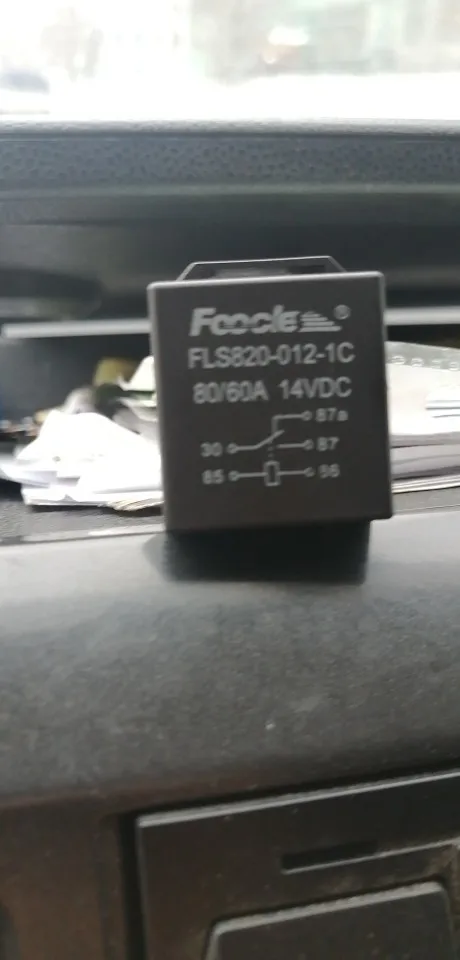 Foocle ®
FLS820-012-1C
80/60A 14VDC
87a
30 87
85 86